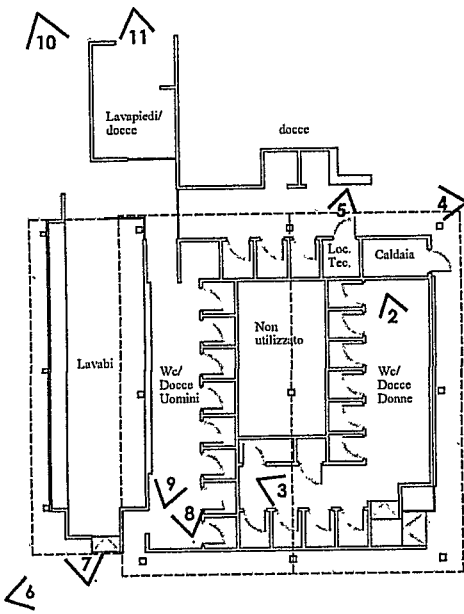 10
11
Lavapiedi/
docce
docce
5
4
Loc.
Tec.
Caldaia
2
Non
utilizzato
Lavabi
Wc/
Docce
Uomini
Wc/
Docce
Donne
9
3
8
7
6